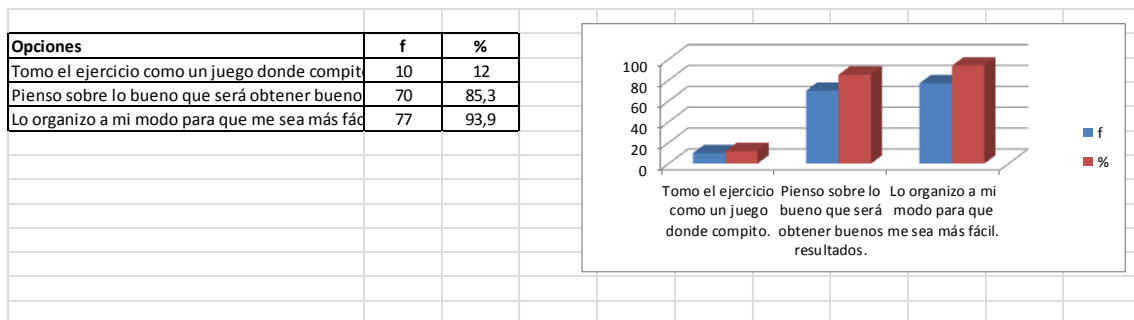 Opciones f %
Tomo el ejercicio como un juego donde compito
10 12
Pienso sobre lo bueno que será obtener bueno
70 85,3
Lo organizo a mi modo para que me sea más fác
77 93,9
100
80
60
40
20
0
Tomo el ejercicio como un juego donde compito.
Pienso sobre lo bueno que será obtener buenos resultados.
Lo organizo a mi modo para que me sea más fácil.
f
%